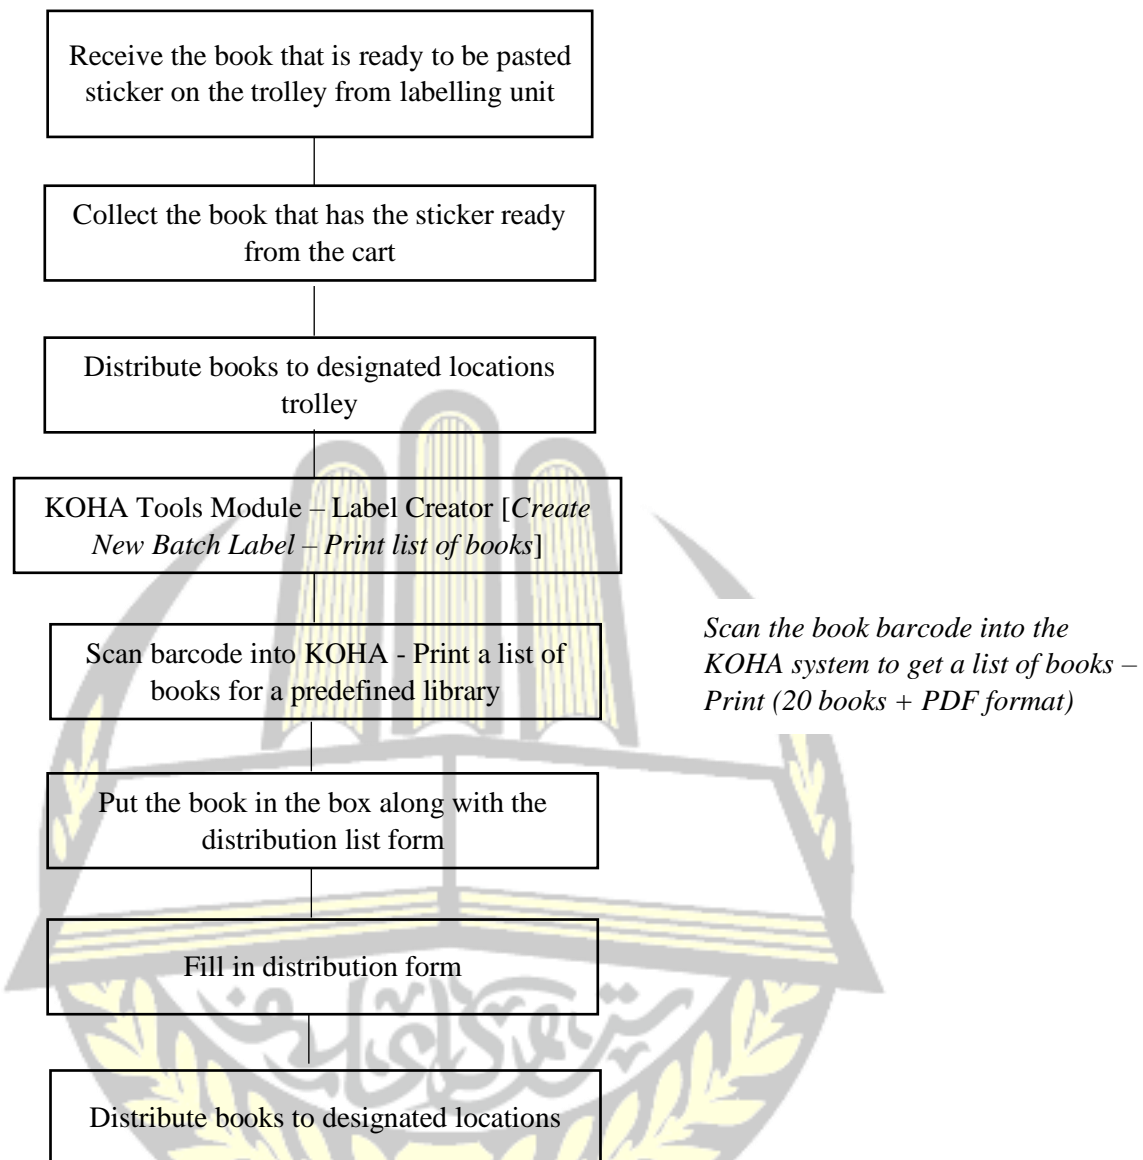 Receive the book that is ready to be pasted
sticker on the trolley from labelling unit
Collect the book that has the sticker ready
from the cart
Distribute books to designated locations
trolley
KOHA Tools Module – Label Creator [Create
New Batch Label – Print list of books]
Scan barcode into KOHA - Print a list of
books for a predefined library
Scan the book barcode into the
KOHA system to get a list of books –
Print (20 books + PDF format)
Put the book in the box along with the
distribution list form
Fill in distribution form
Distribute books to designated locations